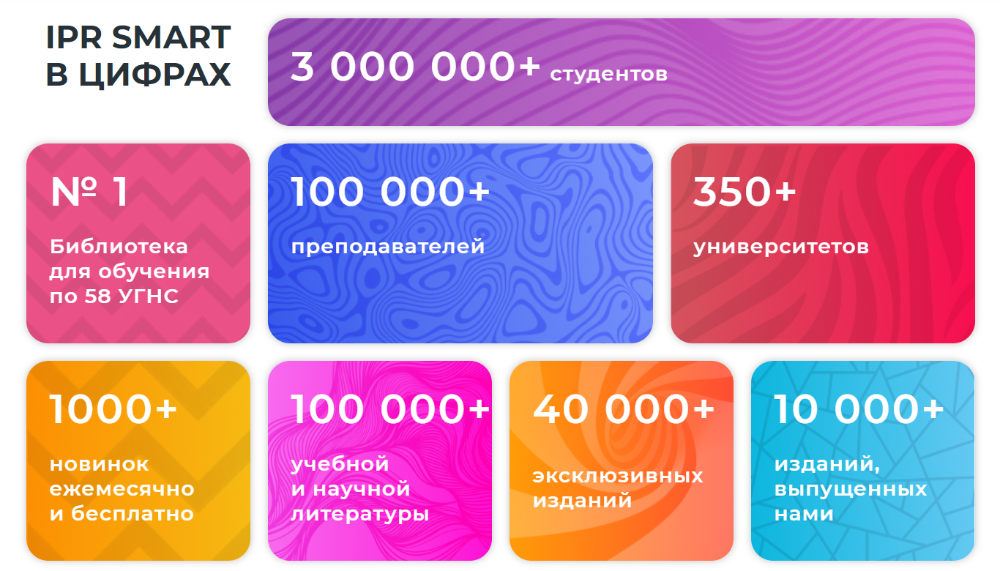 IPR SMART
В ЦИФРАХ
3 000 000+ студентов
№ 1
Библиотека
для обучения
по 58 УГНС
100 000+
преподавателей
350+
университетов
1000+
новинок
ежемесячно
и бесплатно
100 000+
учебной
и научной
литературы
40 000+
эксклюзивных
изданий
10 000+
изданий,
выпущенных
нами